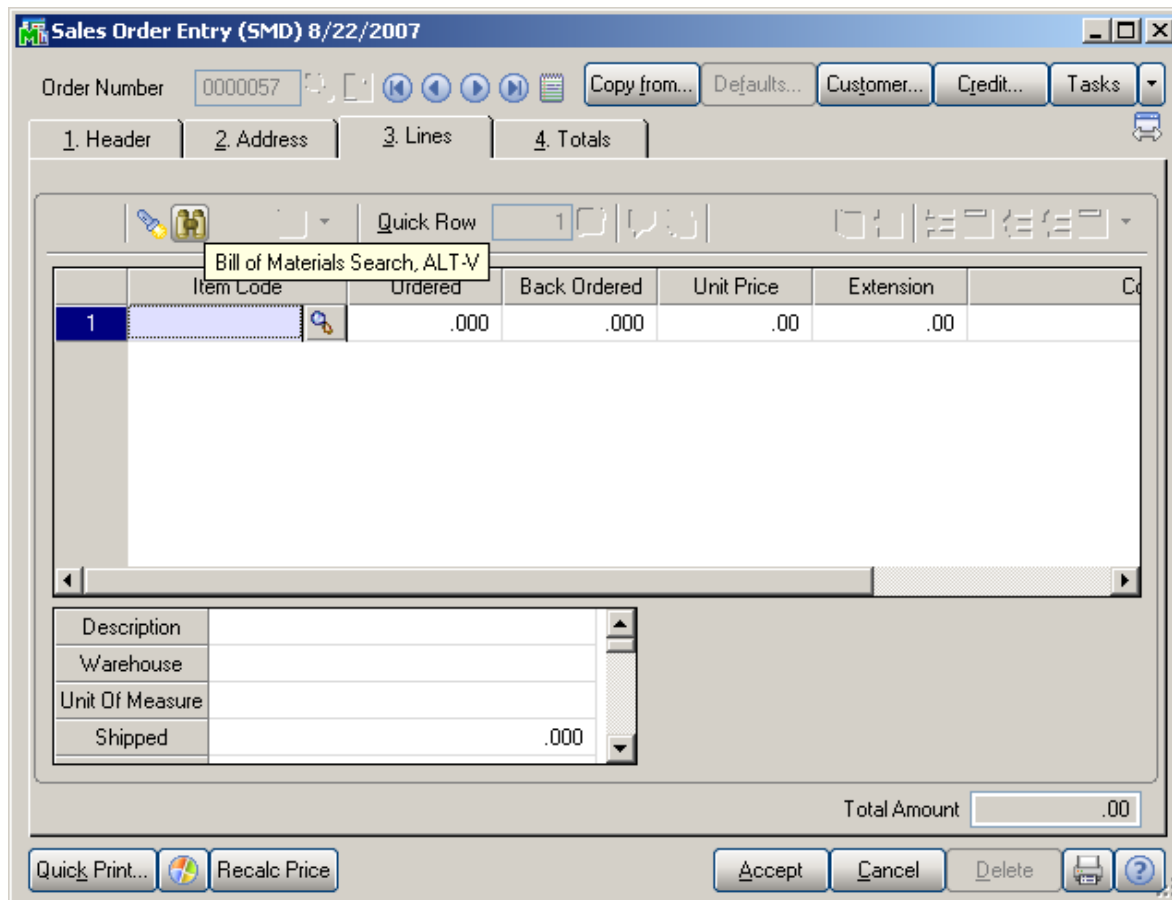 Sales Order Entry (SMD) 8/22/2007
Order Number 0000057 Copy from... Defaults... Customer... Credit... Tasks
1. Header 2. Address 3. Lines 4. Totals
Quick Row 1
Bill of Materials Search, ALT-V
Item Code Ordered Back Ordered Unit Price Extension Co
1 .000 .000 .00 .00
Description
Warehouse
Unit Of Measure
Shipped .000
Total Amount .00
Quick Print... Recalc Price Accept Cancel Delete